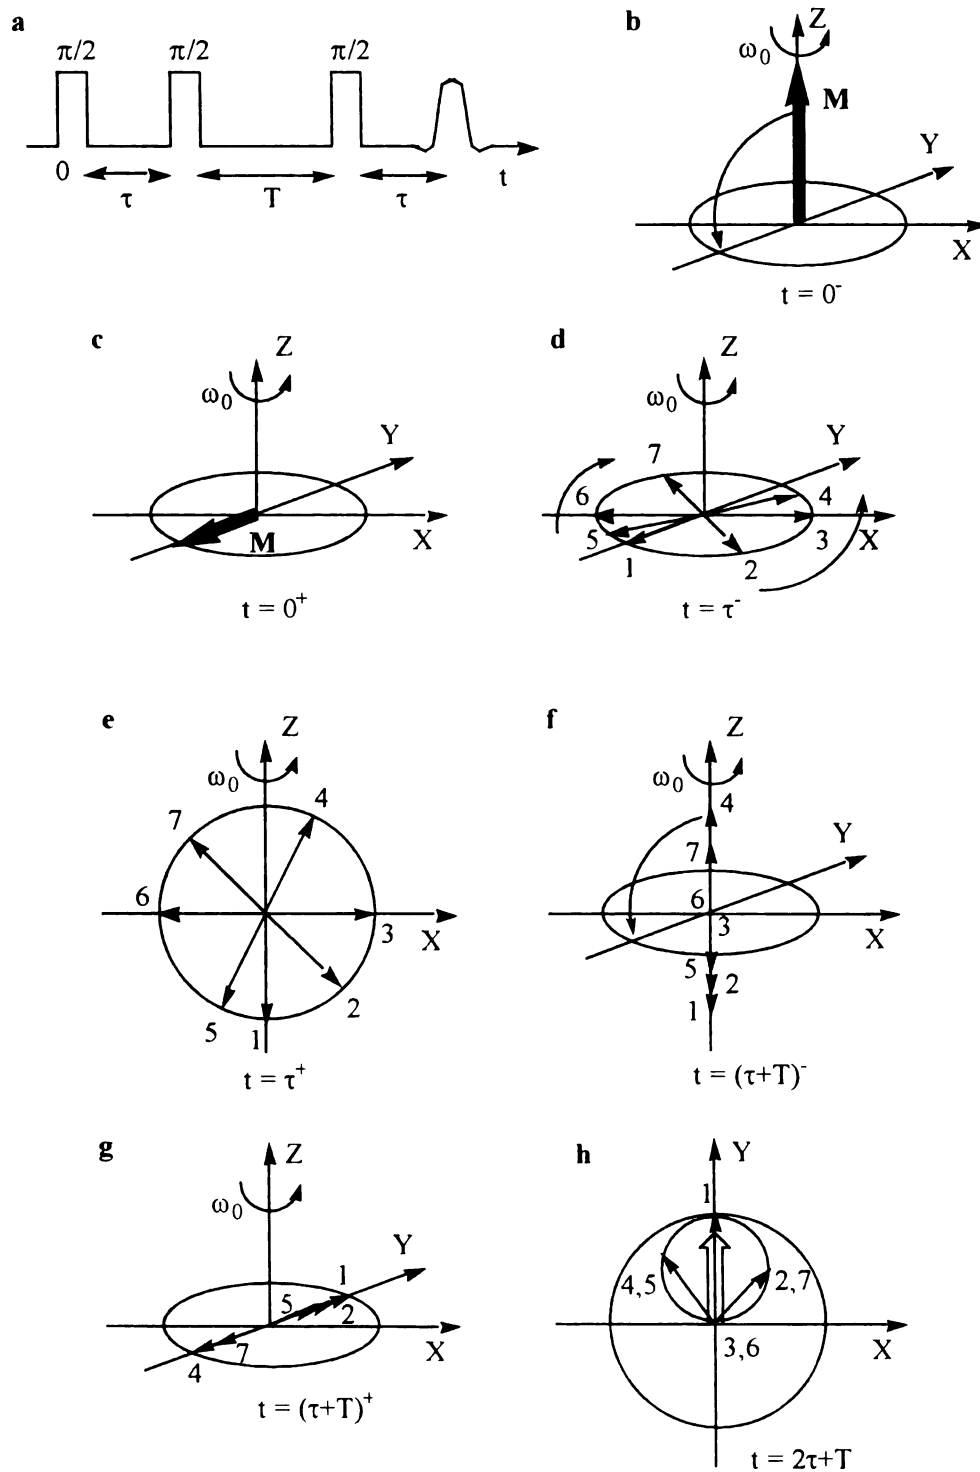 a
π/2 π/2 π/2
0 τ T τ t
b
Z
ω₀
M
Y
X
t = 0⁻
c
Z
ω₀
Y
M
X
t = 0⁺
d
Z
ω₀
Y
7
6 4
5 3 X
1 2
t = τ⁻
e
Z
ω₀
4
7
6
X
3
2
5 1
t = τ⁺
f
Z
ω₀
4
Y
7
6
3 X
5
2
1
t = (τ+T)⁻
g
Z
ω₀
Y
1
5 2
X
7
4
t = (τ+T)⁺
h
Y
1
4,5 2,7
3,6 X
t = 2τ+T